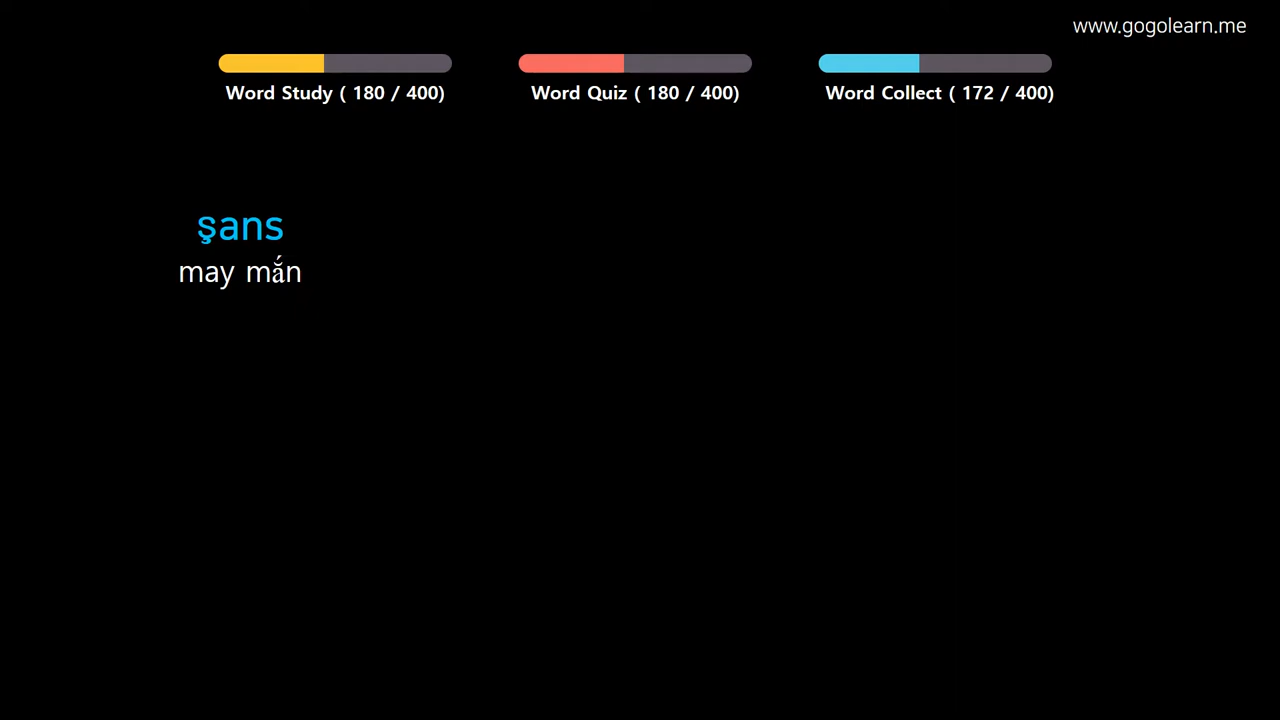 www.gogolearn.me
Word Study ( 180 / 400)
Word Quiz ( 180 / 400)
Word Collect ( 172 / 400)
şans
may mắn